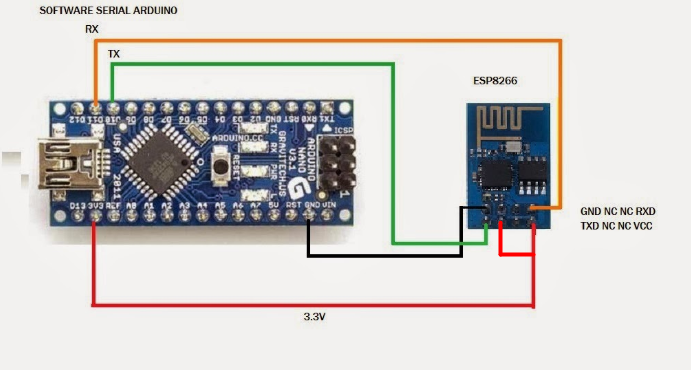 SOFTWARE SERIAL ARDUINO
RX
TX
ESP8266
D12 D11 D10 D9 D8 D7 D6 D5 D4 D3 D2 GND RST RX0 TX1
TX
RX
PWR
L
RESET
ARDUINO.CC
GRAVITECH.US
ARDUINO
NANO
V3.1
ICSP
1
USA
2011
G
D13 3V3 REF A0 A1 A2 A3 A4 A5 A6 A7 5V RST GND VIN
GND NC NC RXD
TXD NC NC VCC
3.3V